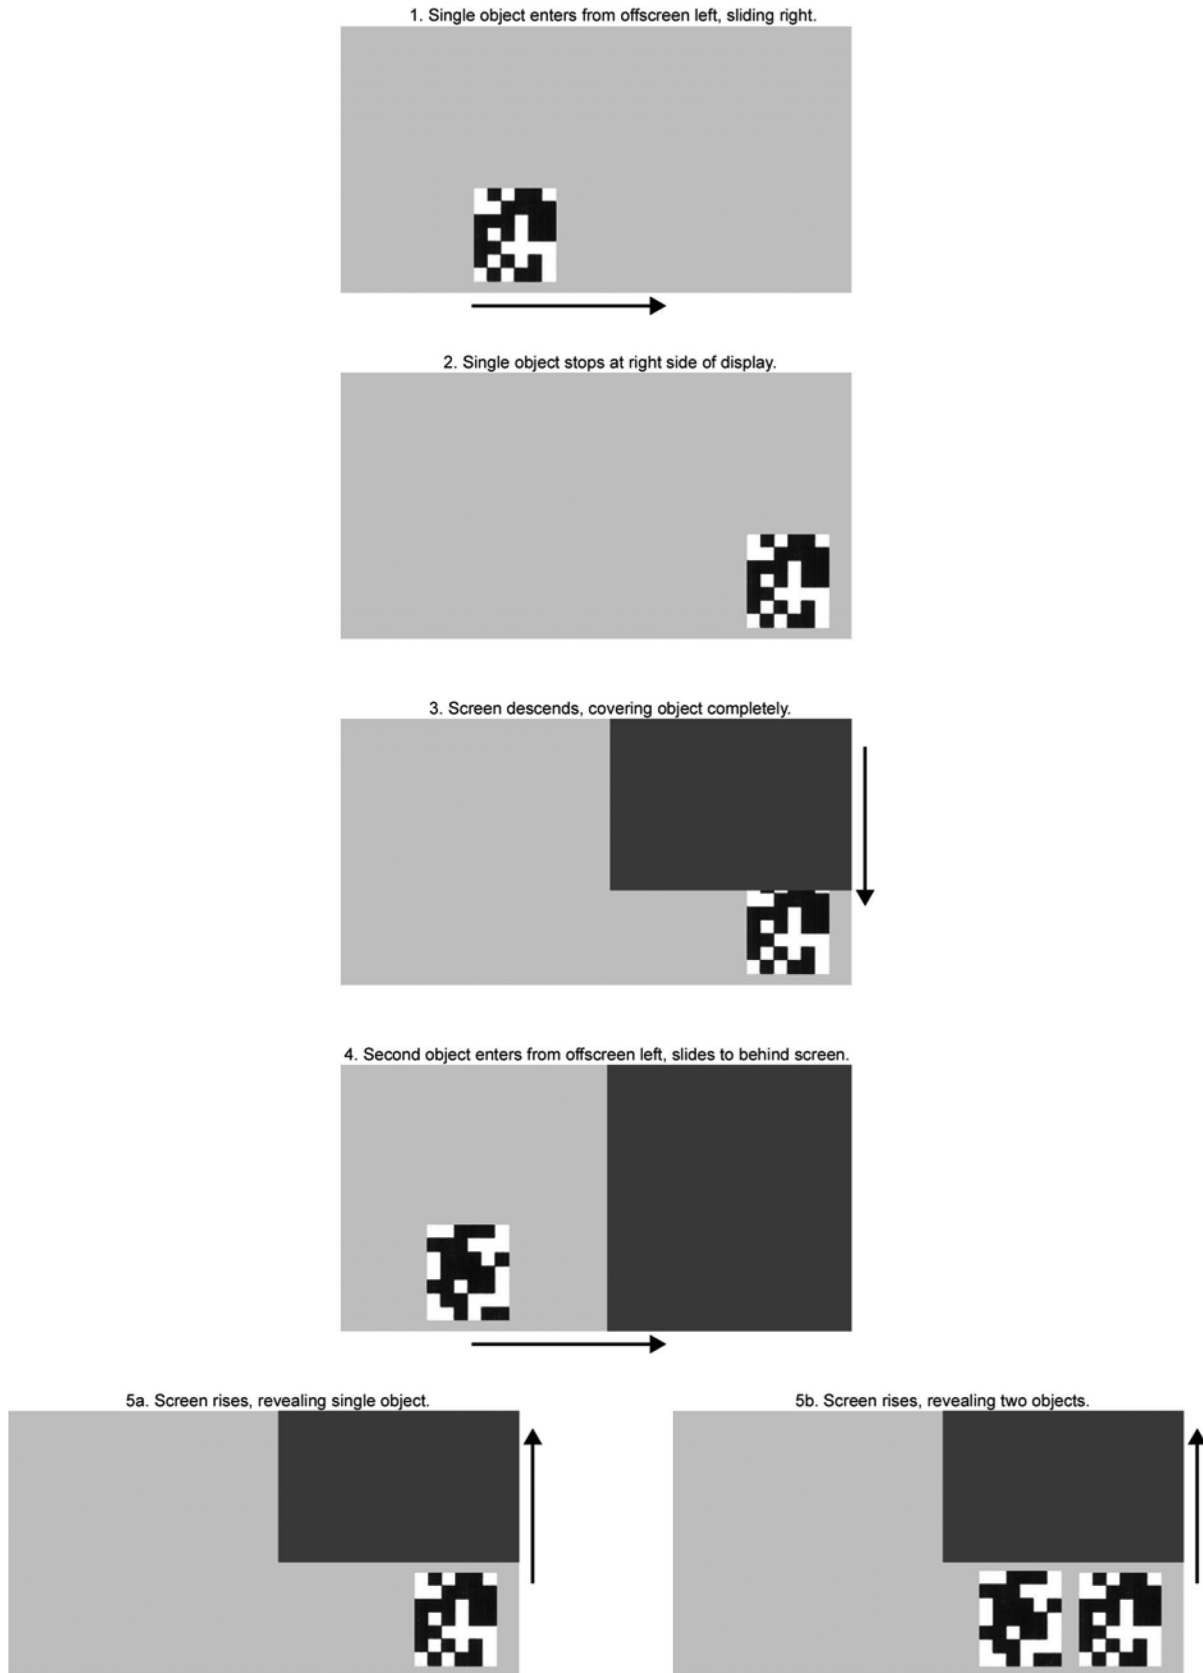 1. Single object enters from offscreen left, sliding right.
2. Single object stops at right side of display.
3. Screen descends, covering object completely.
4. Second object enters from offscreen left, slides to behind screen.
5a. Screen rises, revealing single object.
5b. Screen rises, revealing two objects.